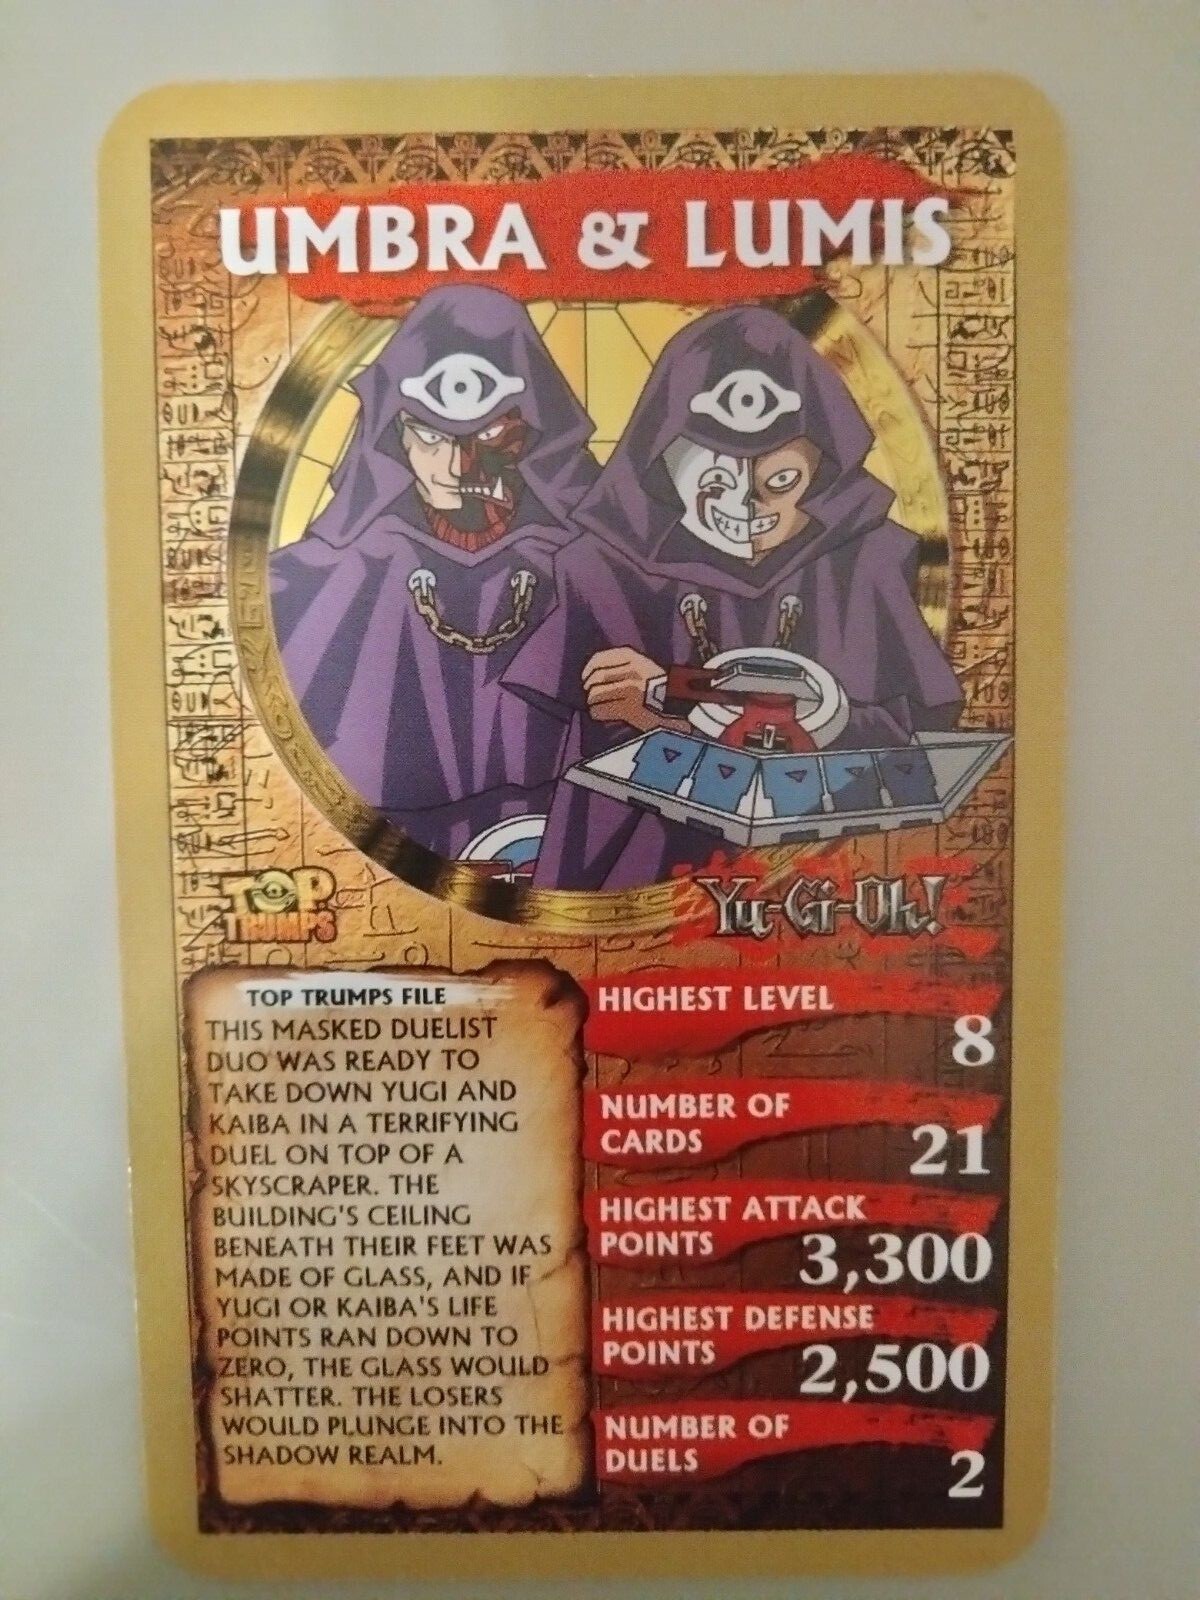 UMBRA & LUMIS
TOP
TRUMPS
Yu-Gi-Oh!
TOP TRUMPS FILE
THIS MASKED DUELIST
DUO WAS READY TO
TAKE DOWN YUGI AND
KAIBA IN A TERRIFYING
DUEL ON TOP OF A
SKYSCRAPER. THE
BUILDING'S CEILING
BENEATH THEIR FEET WAS
MADE OF GLASS, AND IF
YUGI OR KAIBA'S LIFE
POINTS RAN DOWN TO
ZERO, THE GLASS WOULD
SHATTER. THE LOSERS
WOULD PLUNGE INTO THE
SHADOW REALM.
HIGHEST LEVEL
8
NUMBER OF
CARDS
21
HIGHEST ATTACK
POINTS
3,300
HIGHEST DEFENSE
POINTS
2,500
NUMBER OF
DUELS
2